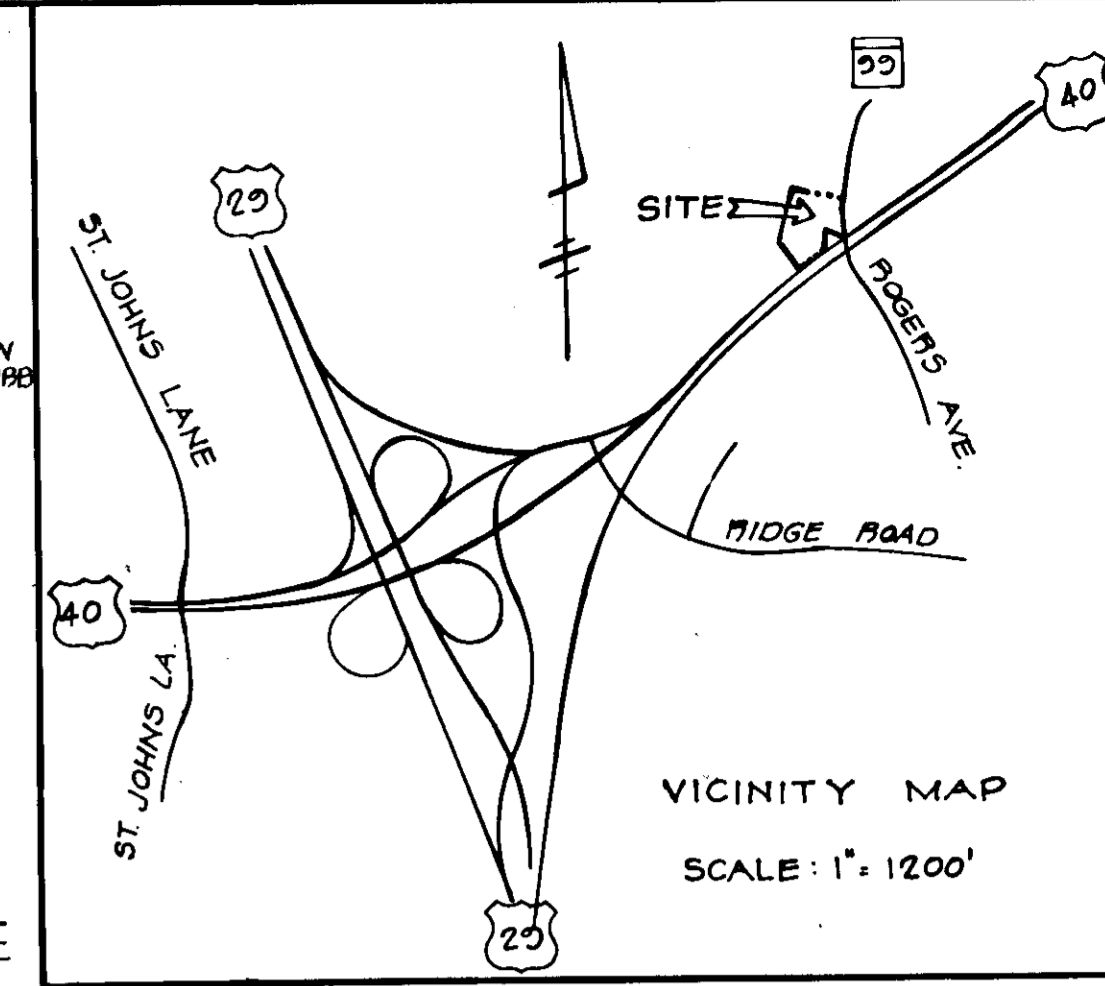 99
40
29
SITE
ST. JOHNS LANE
ROGERS AVE.
RIDGE ROAD
40
ST. JOHNS LA.
VICINITY MAP
SCALE: 1"= 1200'
29